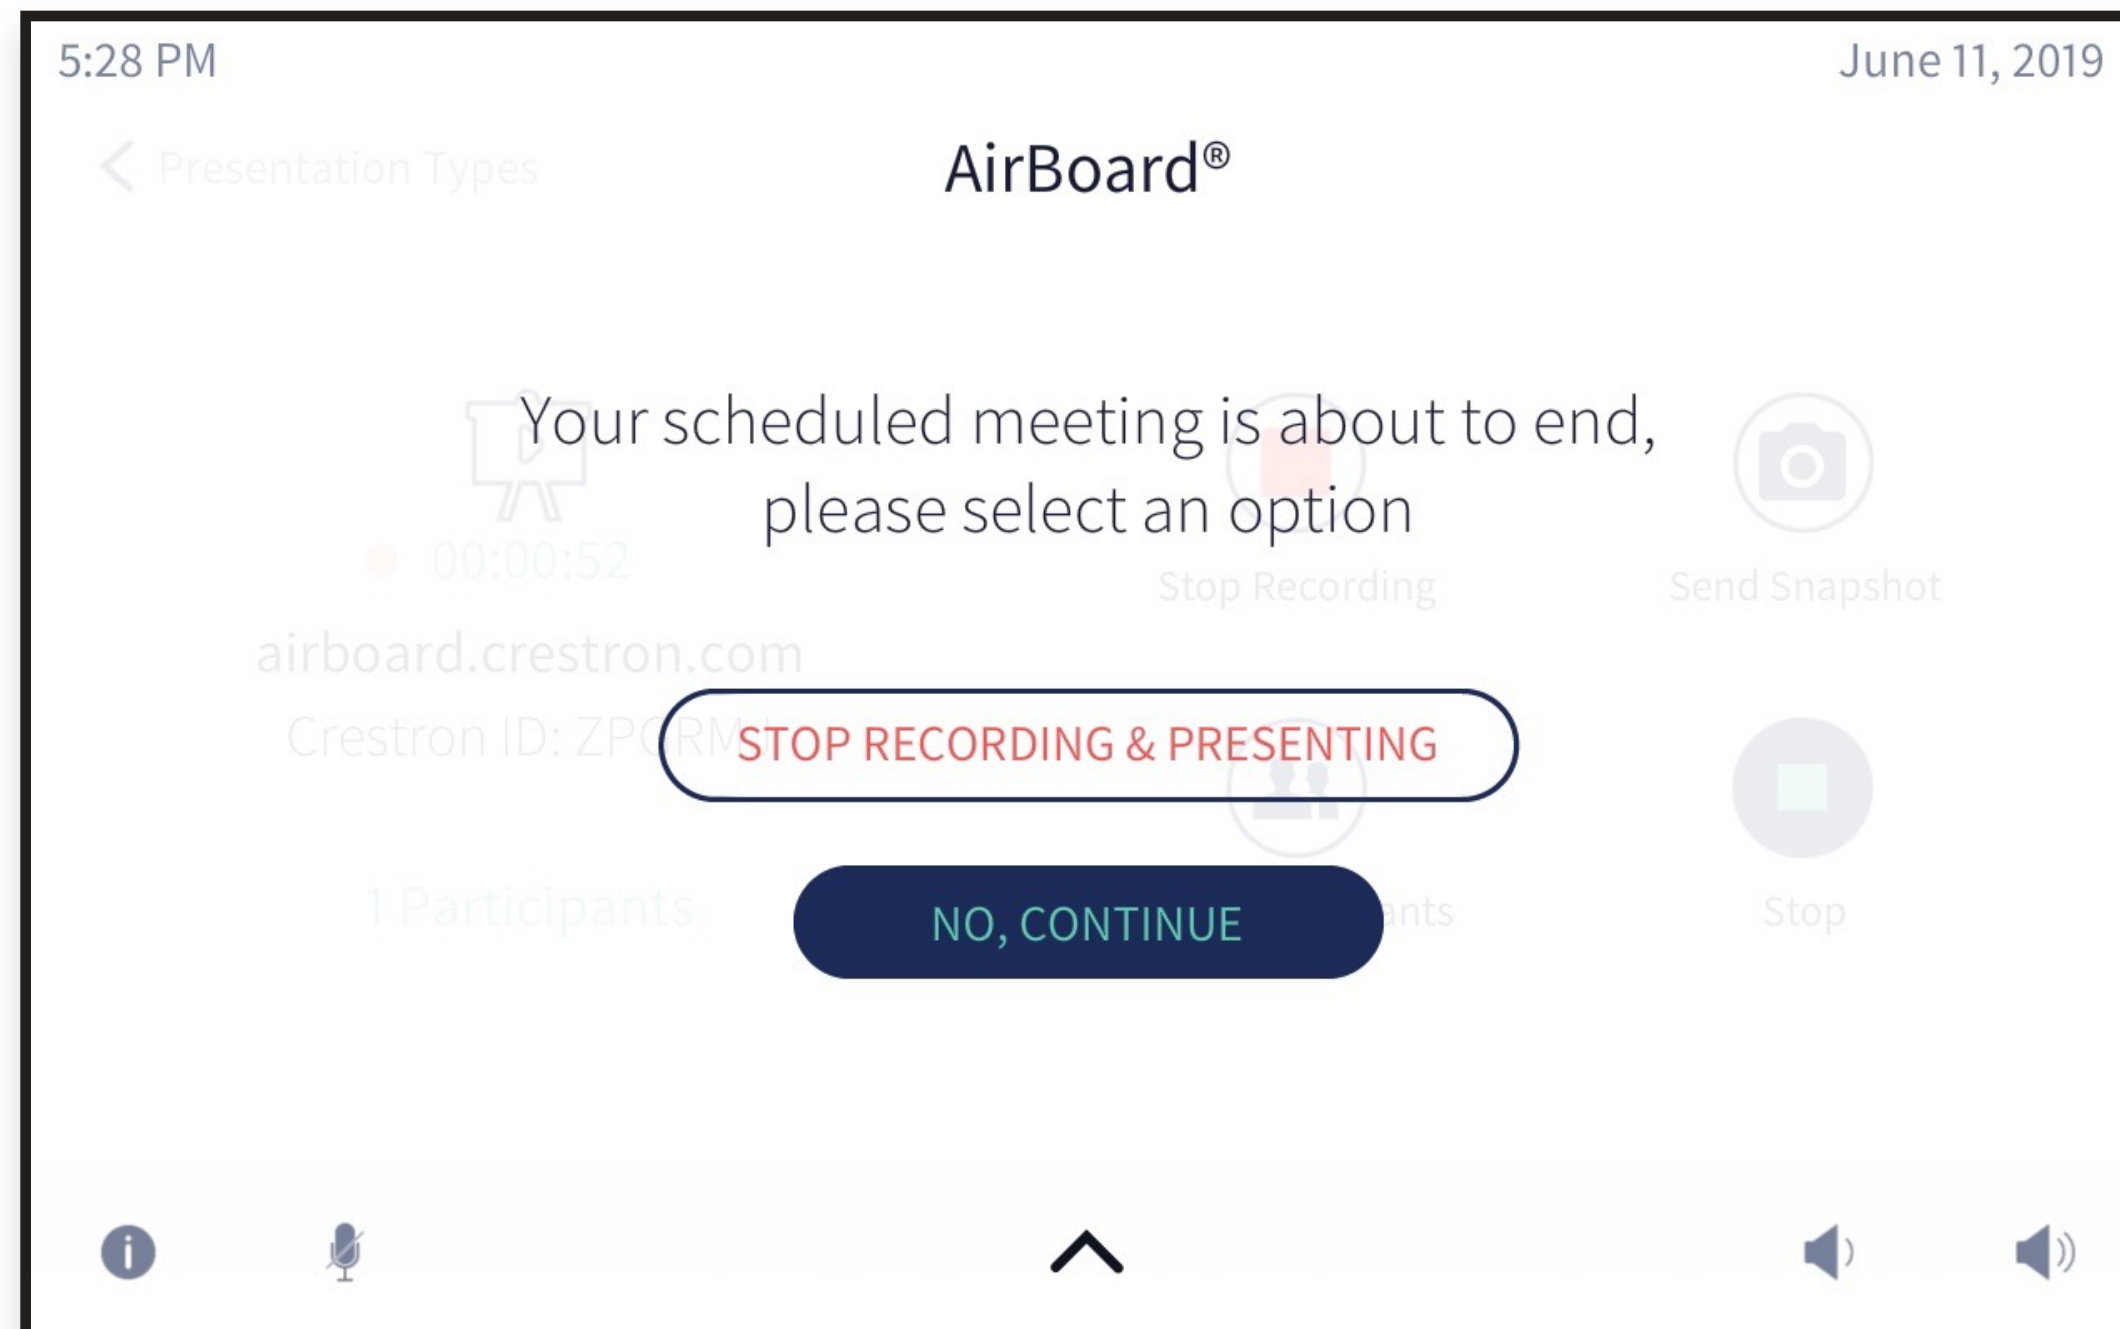 5:28 PM
June 11, 2019
Presentation Types
AirBoard®
Your scheduled meeting is about to end,
please select an option
00:00:52
Stop Recording
Send Snapshot
airboard.crestron.com
Crestron ID:
STOP RECORDING & PRESENTING
1 Participants
NO, CONTINUE
Stop